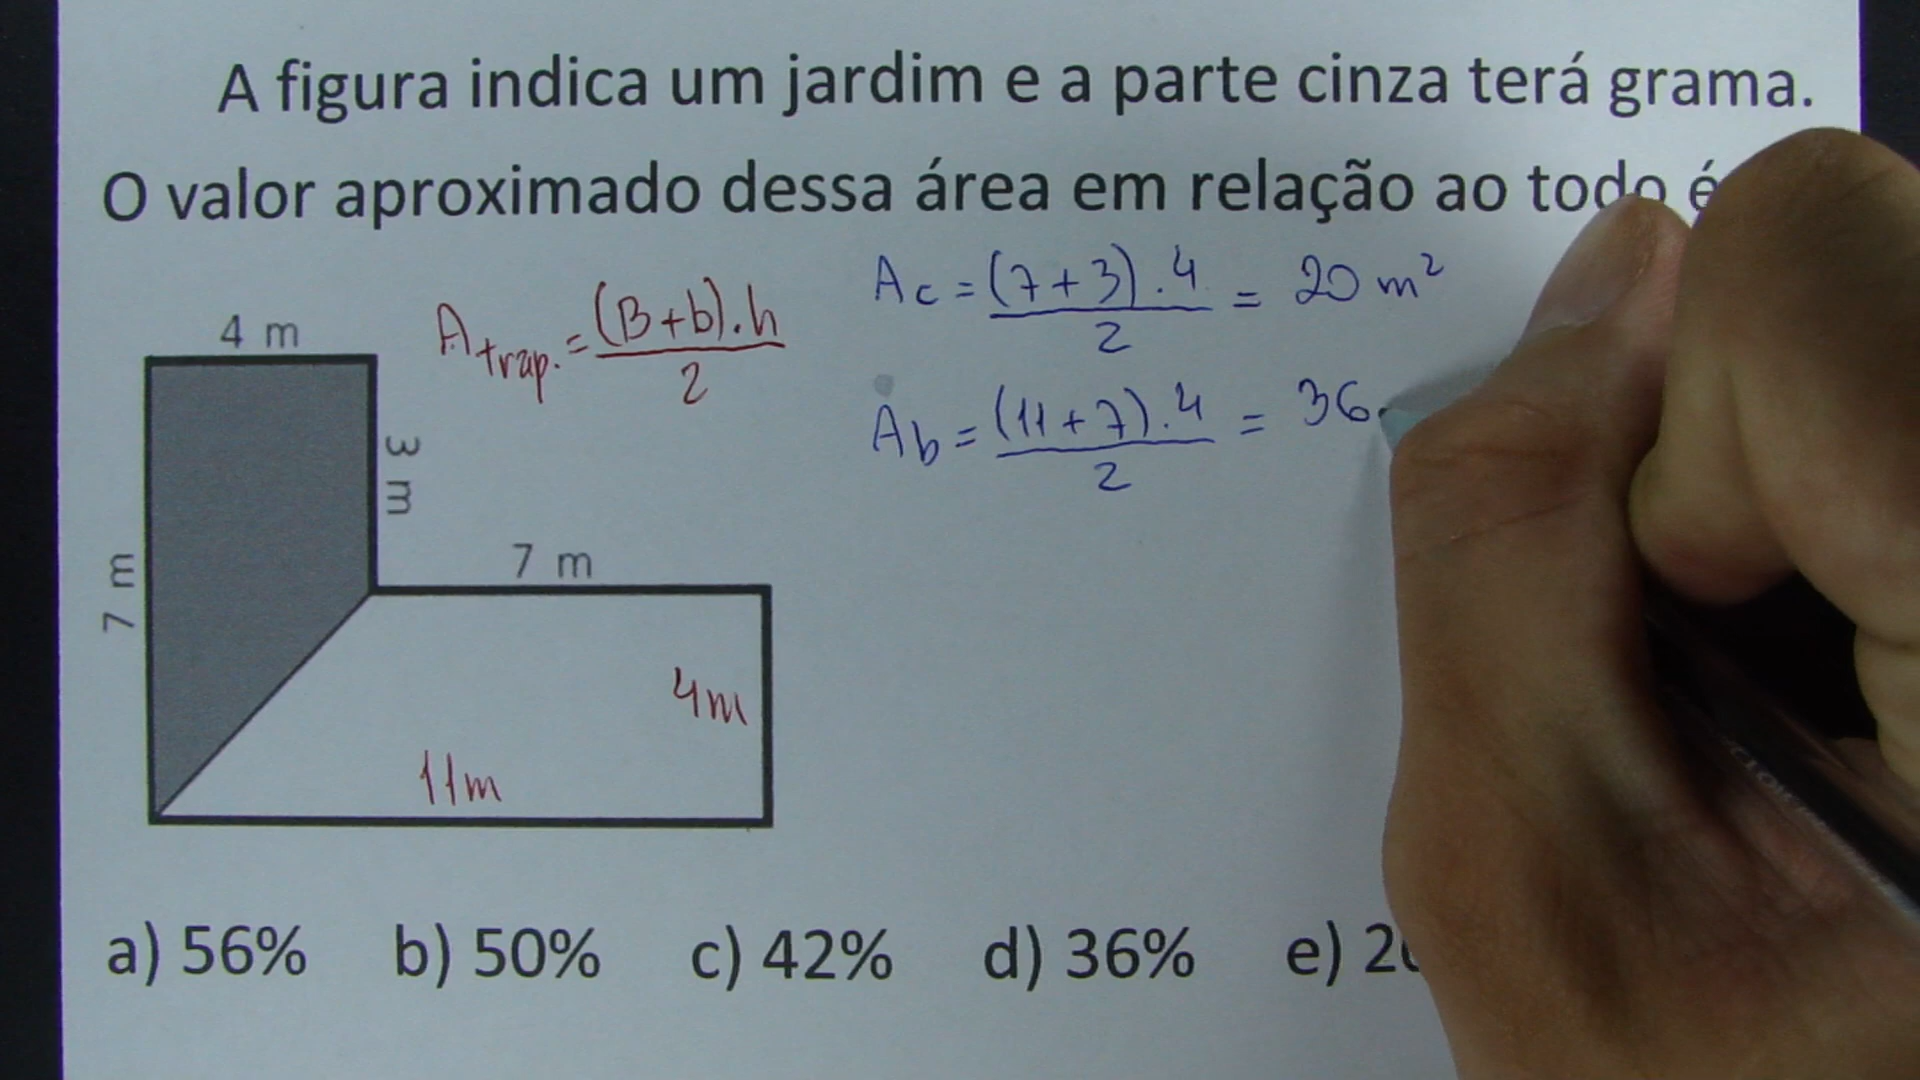 A figura indica um jardim e a parte cinza terá grama.
O valor aproximado dessa área em relação ao todo é
A trap. = (B+b).h / 2
Ac = (7+3).4 / 2 = 20 m²
Ab = (11+7).4 / 2 = 36
4 m
3 m
7 m
7 m
4m
11m
a) 56% b) 50% c) 42% d) 36% e)